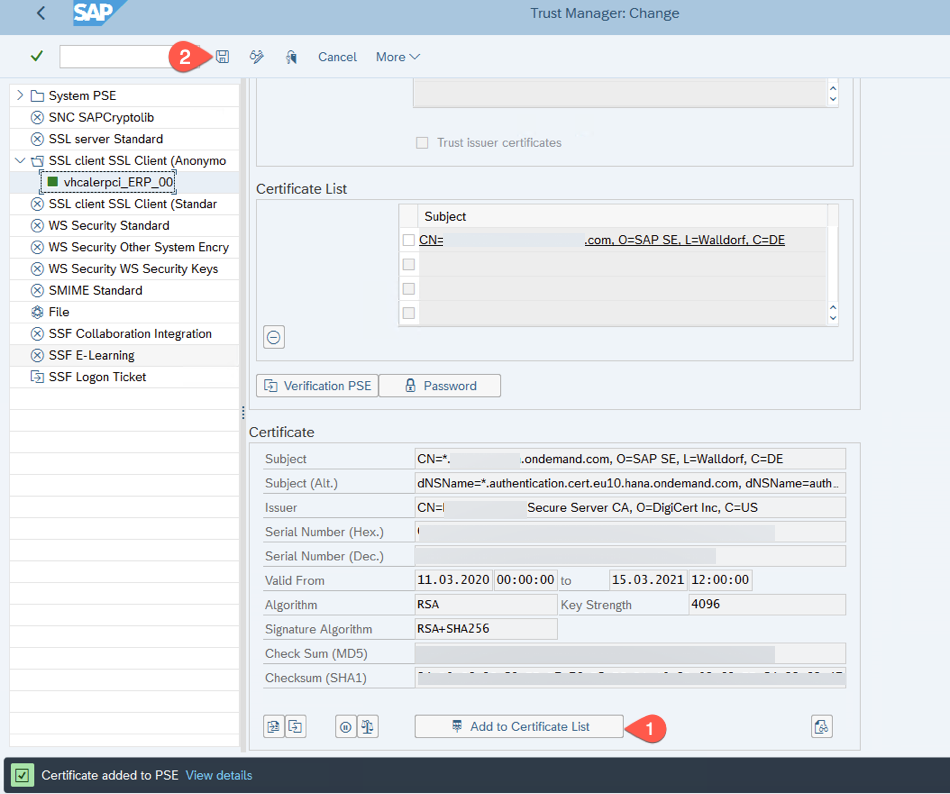 SAP
Trust Manager: Change
2
Cancel More
System PSE
SNC SAPCryptolib
SSL server Standard
SSL client SSL Client (Anonymo
vhcalerpci_ERP_00
SSL client SSL Client (Standar
WS Security Standard
WS Security Other System Encry
WS Security WS Security Keys
SMIME Standard
File
SSF Collaboration Integration
SSF E-Learning
SSF Logon Ticket
Trust issuer certificates
Certificate List
Subject
CN= .com, O=SAP SE, L=Walldorf, C=DE
Verification PSE Password
Certificate
Subject CN=*. .ondemand.com, O=SAP SE, L=Walldorf, C=DE
Subject (Alt.) dNSName=*.authentication.cert.eu10.hana.ondemand.com, dNSName=auth...
Issuer CN= Secure Server CA, O=DigiCert Inc, C=US
Serial Number (Hex.)
Serial Number (Dec.)
Valid From 11.03.2020 00:00:00 to 15.03.2021 12:00:00
Algorithm RSA Key Strength 4096
Signature Algorithm RSA+SHA256
Check Sum (MD5)
Checksum (SHA1)
Add to Certificate List 1
Certificate added to PSE View details